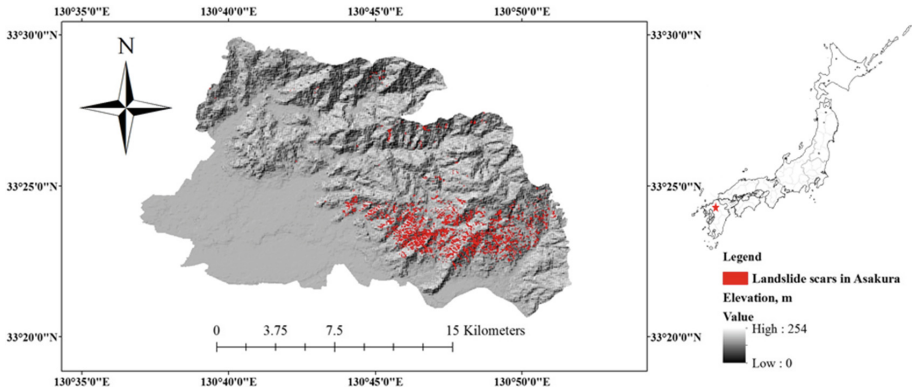 130°35'0"E 130°40'0"E 130°45'0"E 130°50'0"E
33°30'0"N 33°30'0"N
N
33°25'0"N 33°25'0"N
33°20'0"N 33°20'0"N
0 3.75 7.5 15 Kilometers
130°35'0"E 130°40'0"E 130°45'0"E 130°50'0"E
Legend
Landslide scars in Asakura
Elevation, m
Value
High : 254
Low : 0